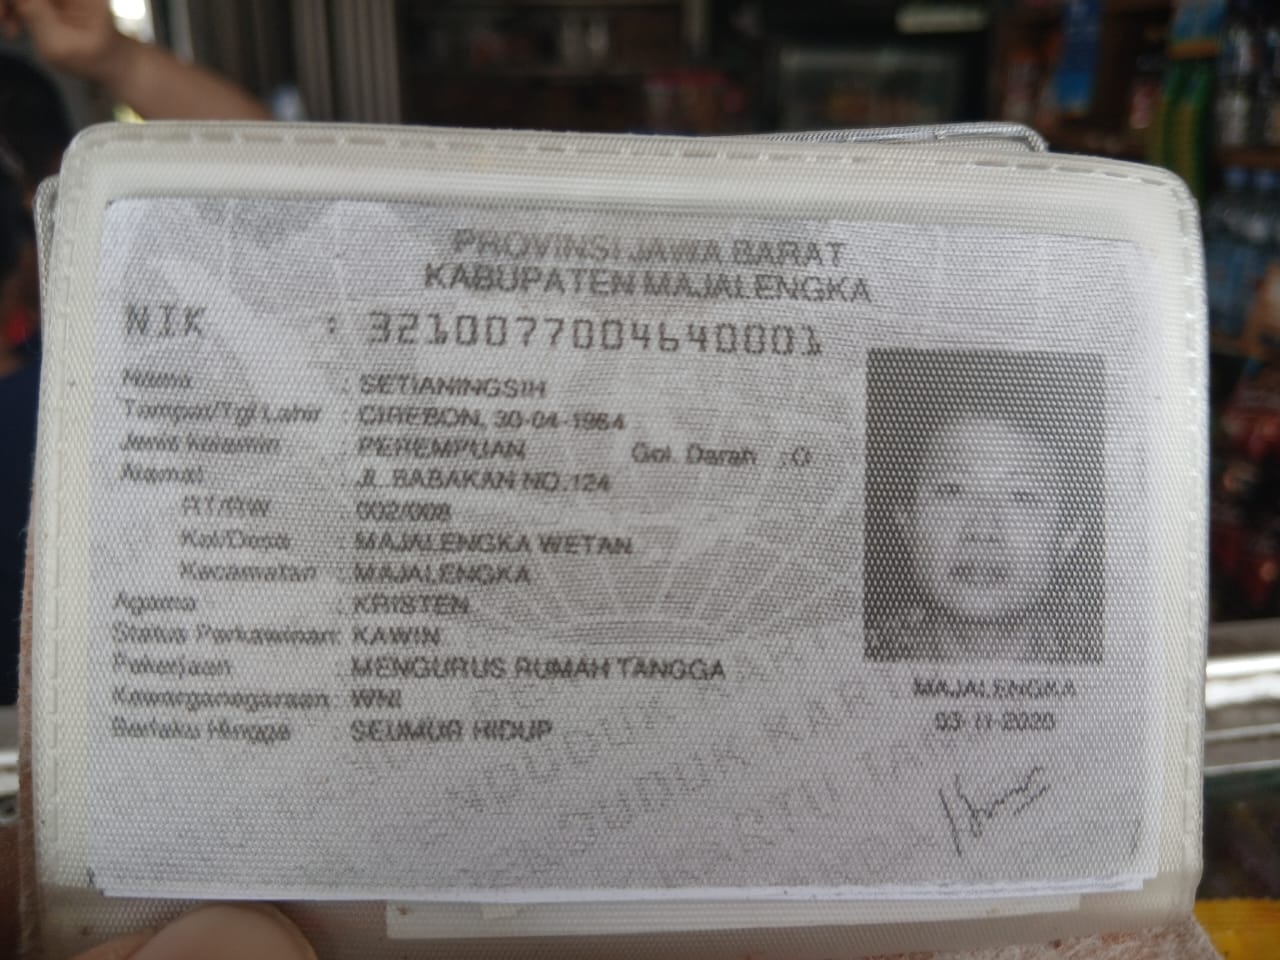 PROVINSI JAWA BARAT
KABUPATEN MAJALENGKA
NIK : 3210077004640001
Nama : SETIANINGSIH
Tempat/Tgl Lahir : CIREBON, 30-04-1964
Jenis kelamin : PEREMPUAN Gol. Darah : O
Alamat : JL. BABAKAN NO.124
RT/RW : 002/008
Kel/Desa : MAJALENGKA WETAN
Kecamatan : MAJALENGKA
Agama : KRISTEN
Status Perkawinan: KAWIN
Pekerjaan : MENGURUS RUMAH TANGGA
Kewarganegaraan : WNI
Berlaku Hingga : SEUMUR HIDUP
MAJALENGKA
03-11-2020